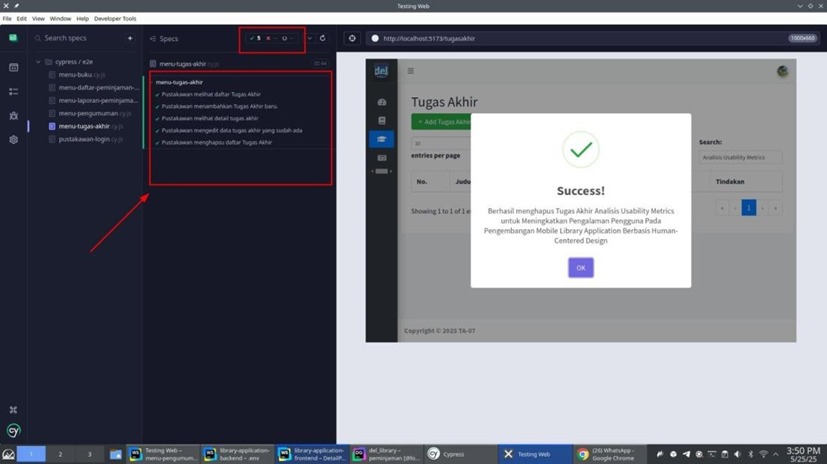 Testing Web
File Edit View Window Help Developer Tools
Search specs
+
cypress / e2e
menu-buku.cy.js
menu-daftar-peminjaman-...
menu-laporan-peminjama...
menu-pengumuman.cy.js
menu-tugas-akhir.cy.js
pustakawan-login.cy.js
Specs
5
menu-tugas-akhir.cy.js
menu-tugas-akhir
Pustakawan melihat daftar Tugas Akhir
Pustakawan menambahkan Tugas Akhir baru.
Pustakawan melihat detail tugas akhir
Pustakawan mengedit data tugas akhir yang sudah ada
Pustakawan menghapsu daftar Tugas Akhir
http://localhost:5173/tugasakhir
1000x660
del
Tugas Akhir
+ Add Tugas Akhir
10
entries per page
Search:
Analisis Usability Metrics
No.
Judu
Tindakan
Showing 1 to 1 of 1 e
« ‹ 1 › »
Success!
Berhasil menghapus Tugas Akhir Analisis Usability Metrics
untuk Meningkatkan Pengalaman Pengguna Pada
Pengembangan Mobile Library Application Berbasis Human-
Centered Design
OK
Copyright © 2025 TA-07
cy
1 2 3
Testing Web –
menu-pengumum...
library-application-
backend – .env
library-application-
frontend – DetailP...
del_library –
peminjaman [@lo...
Cypress
Testing Web
(26) WhatsApp -
Google Chrome
3:50 PM
5/25/25